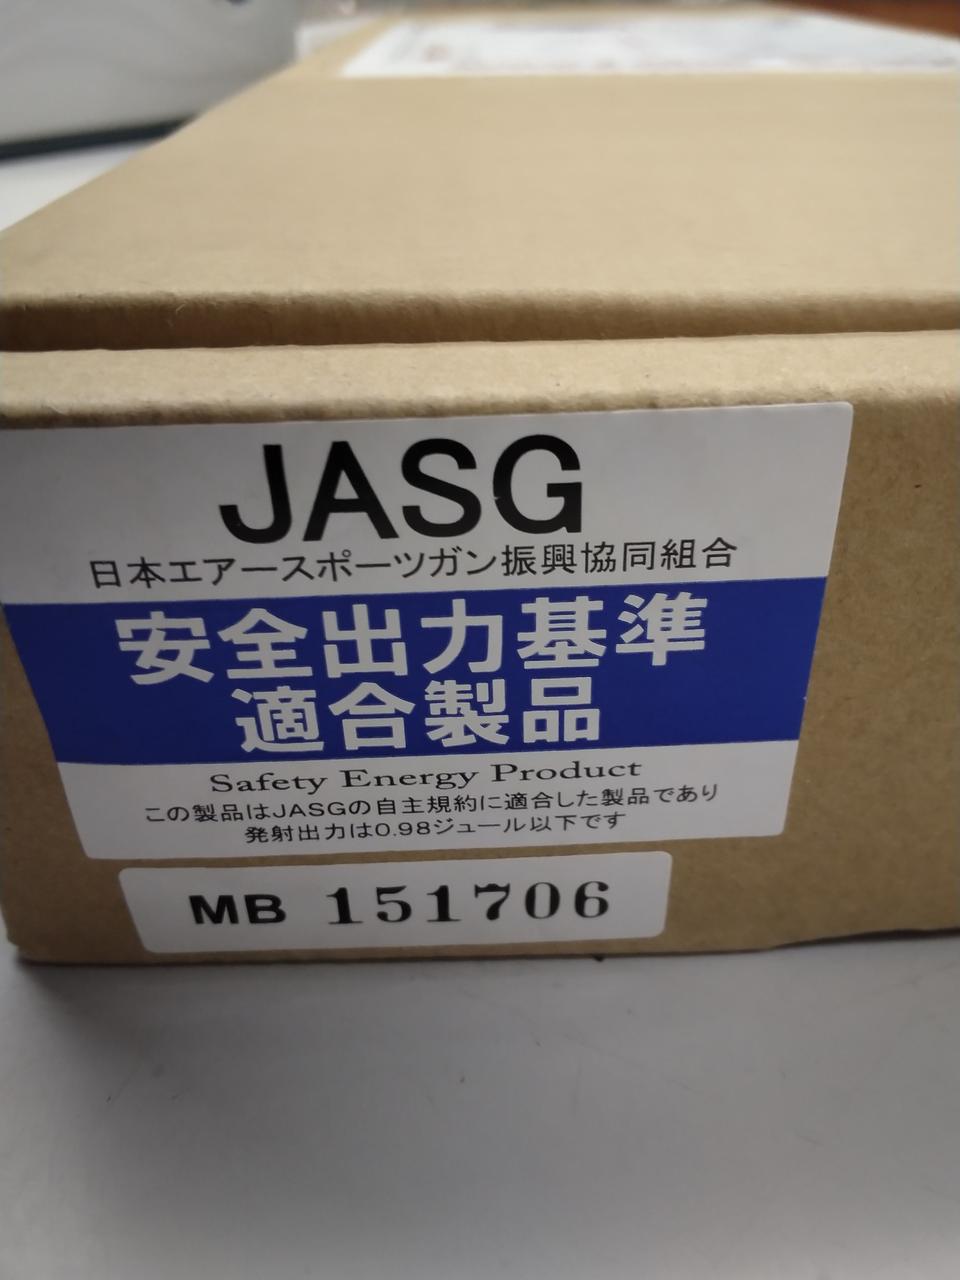 JASG
日本エアースポーツガン振興協同組合
安全出力基準
適合製品
Safety Energy Product
この製品はJASGの自主規約に適合した製品であり
発射出力は0.98ジュール以下です
MB 151706